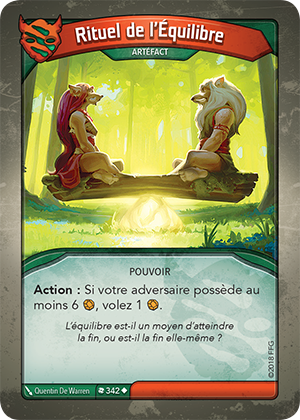 Rituel de l'Équilibre
ARTEFACT
POUVOIR
Action : Si votre adversaire possède au
moins 6 , volez 1 .
L'équilibre est-il un moyen d'atteindre
la fin, ou est-il la fin elle-même ?
©2018 FFG
Quentin De Warren
342